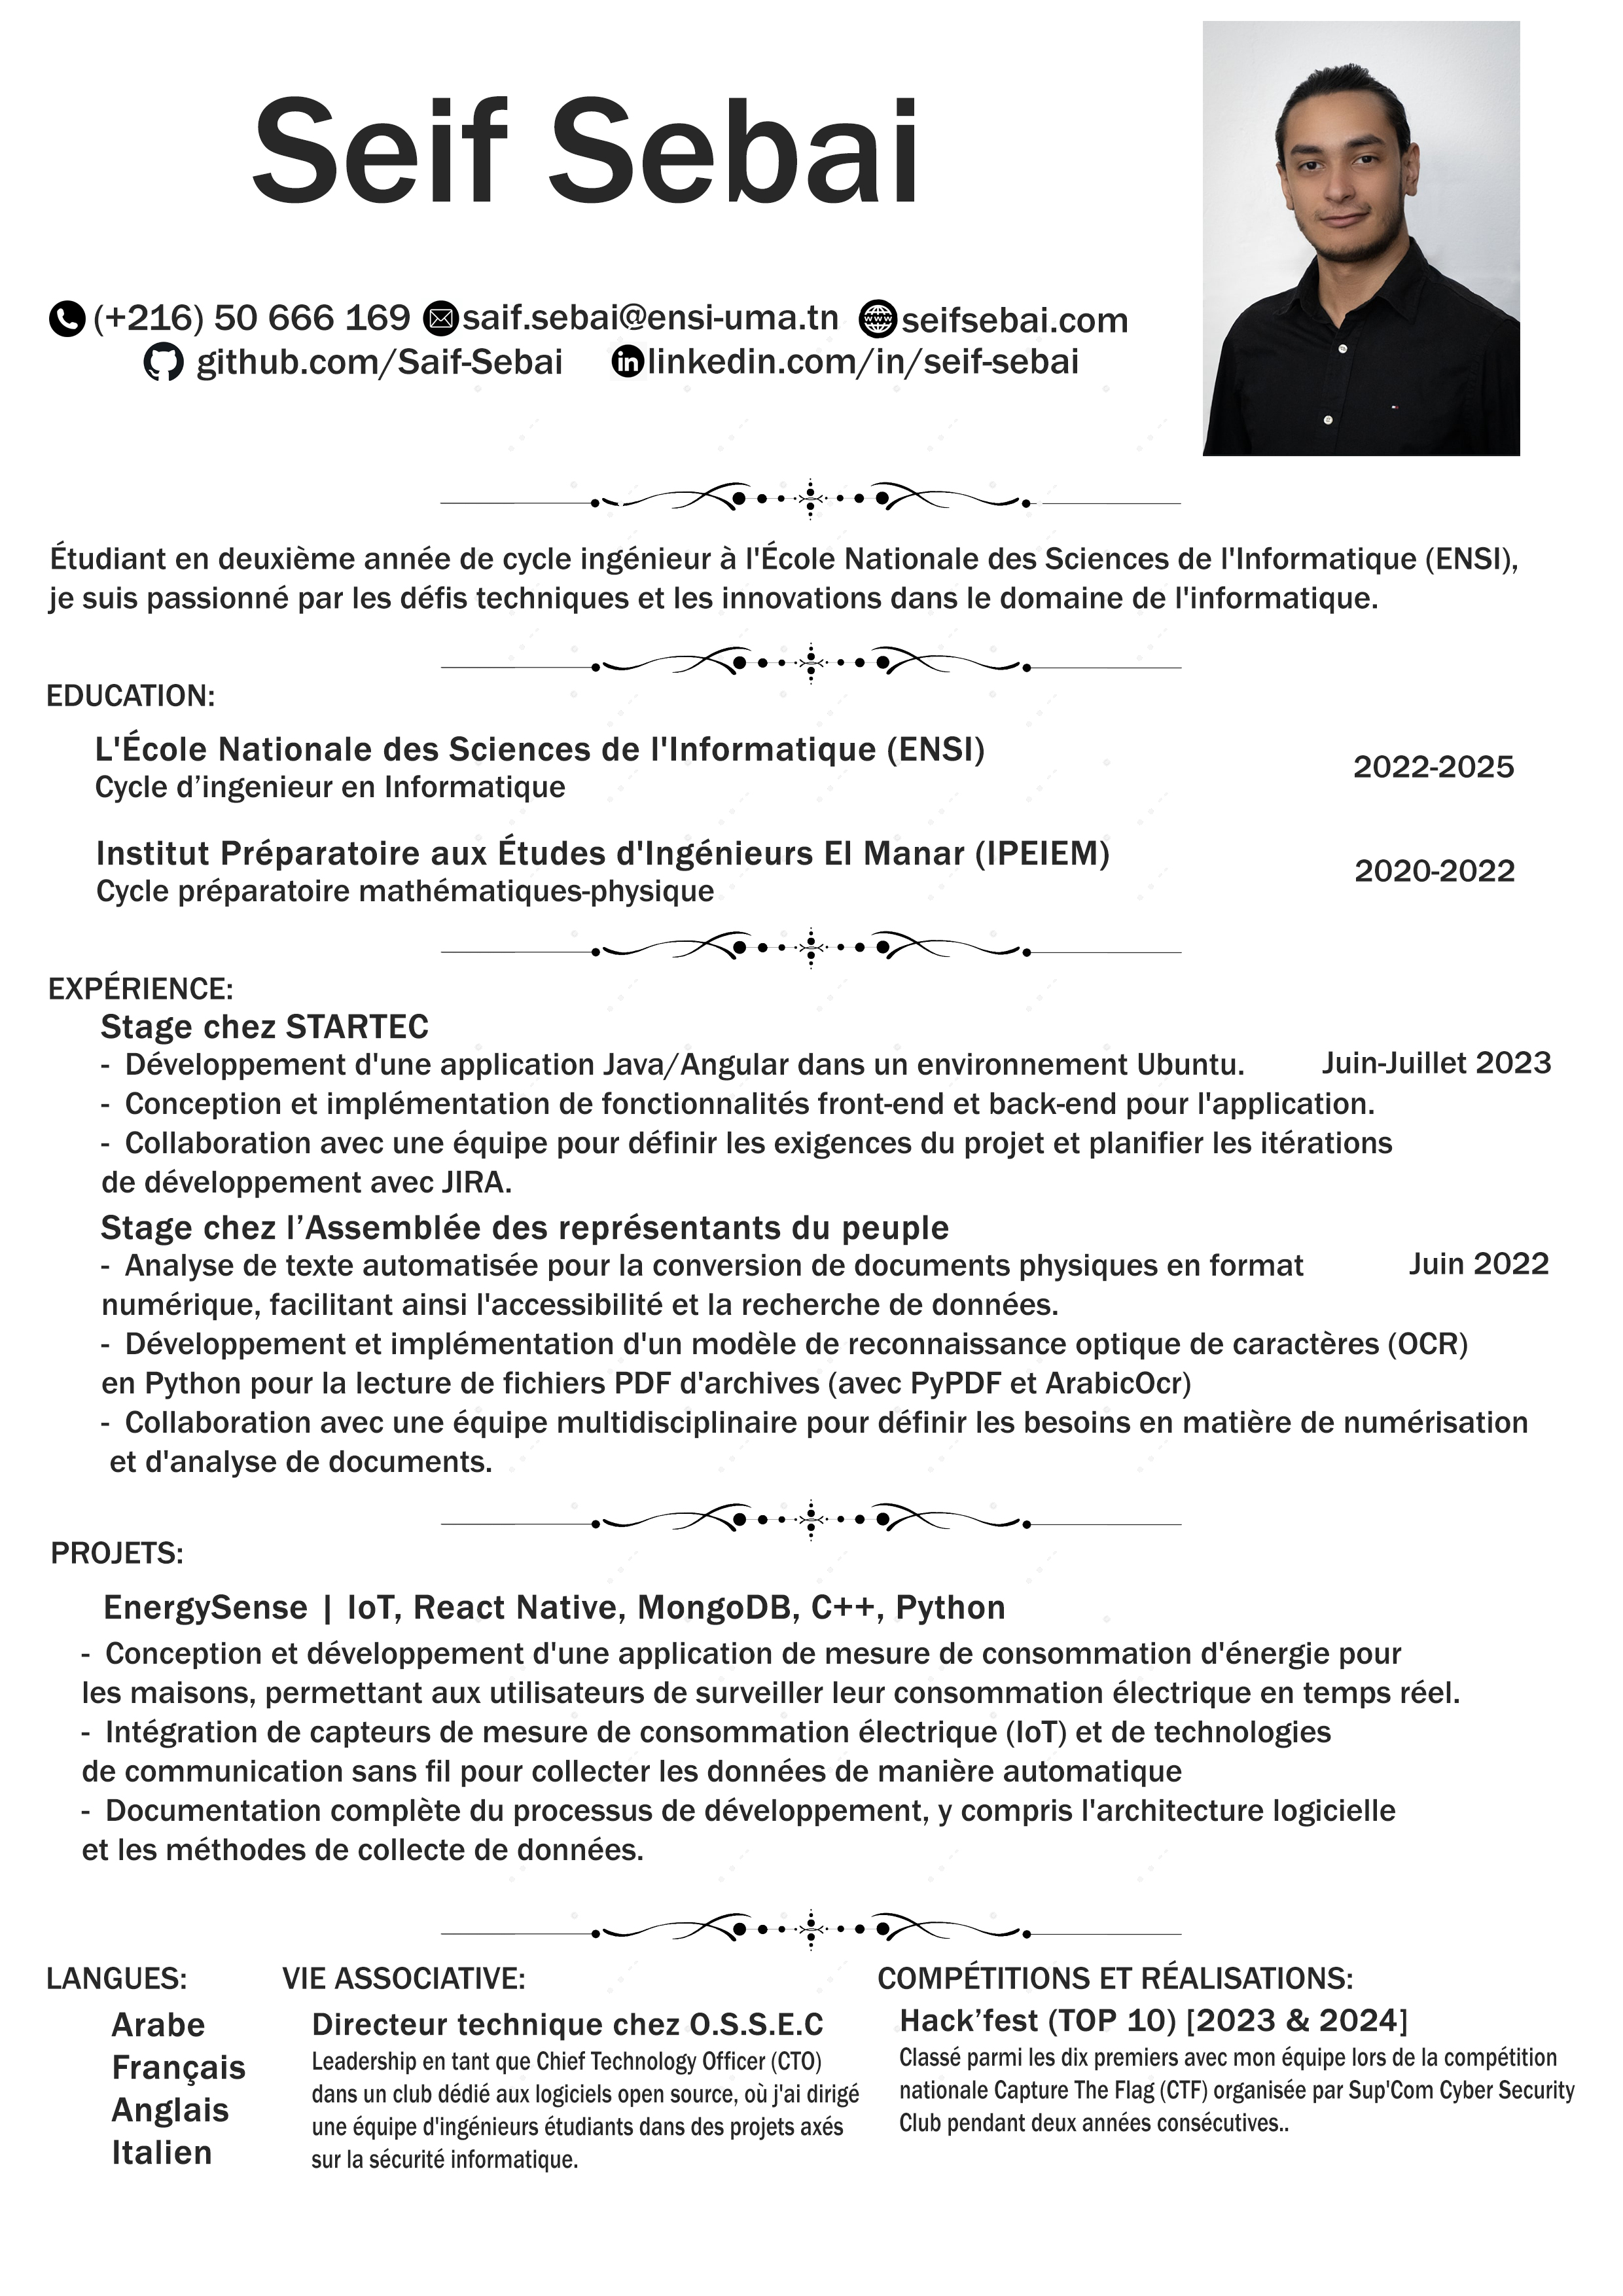 Seif Sebai
(+216) 50 666 169 saif.sebai@ensi-uma.tn seifsebai.com
github.com/Saif-Sebai linkedin.com/in/seif-sebai
Étudiant en deuxième année de cycle ingénieur à l'École Nationale des Sciences de l'Informatique (ENSI),
je suis passionné par les défis techniques et les innovations dans le domaine de l'informatique.
EDUCATION:
L'École Nationale des Sciences de l'Informatique (ENSI)
2022-2025
Cycle d’ingenieur en Informatique
Institut Préparatoire aux Études d'Ingénieurs El Manar (IPEIEM)
2020-2022
Cycle préparatoire mathématiques-physique
EXPÉRIENCE:
Stage chez STARTEC
- Développement d'une application Java/Angular dans un environnement Ubuntu. Juin-Juillet 2023
- Conception et implémentation de fonctionnalités front-end et back-end pour l'application.
- Collaboration avec une équipe pour définir les exigences du projet et planifier les itérations
de développement avec JIRA.
Stage chez l’Assemblée des représentants du peuple
- Analyse de texte automatisée pour la conversion de documents physiques en format Juin 2022
numérique, facilitant ainsi l'accessibilité et la recherche de données.
- Développement et implémentation d'un modèle de reconnaissance optique de caractères (OCR)
en Python pour la lecture de fichiers PDF d'archives (avec PyPDF et ArabicOcr)
- Collaboration avec une équipe multidisciplinaire pour définir les besoins en matière de numérisation
et d'analyse de documents.
PROJETS:
EnergySense | IoT, React Native, MongoDB, C++, Python
- Conception et développement d'une application de mesure de consommation d'énergie pour
les maisons, permettant aux utilisateurs de surveiller leur consommation électrique en temps réel.
- Intégration de capteurs de mesure de consommation électrique (IoT) et de technologies
de communication sans fil pour collecter les données de manière automatique
- Documentation complète du processus de développement, y compris l'architecture logicielle
et les méthodes de collecte de données.
LANGUES:
Arabe
Français
Anglais
Italien
VIE ASSOCIATIVE:
Directeur technique chez O.S.S.E.C
Leadership en tant que Chief Technology Officer (CTO)
dans un club dédié aux logiciels open source, où j'ai dirigé
une équipe d'ingénieurs étudiants dans des projets axés
sur la sécurité informatique.
COMPÉTITIONS ET RÉALISATIONS:
Hack’fest (TOP 10) [2023 & 2024]
Classé parmi les dix premiers avec mon équipe lors de la compétition
nationale Capture The Flag (CTF) organisée par Sup'Com Cyber Security
Club pendant deux années consécutives..